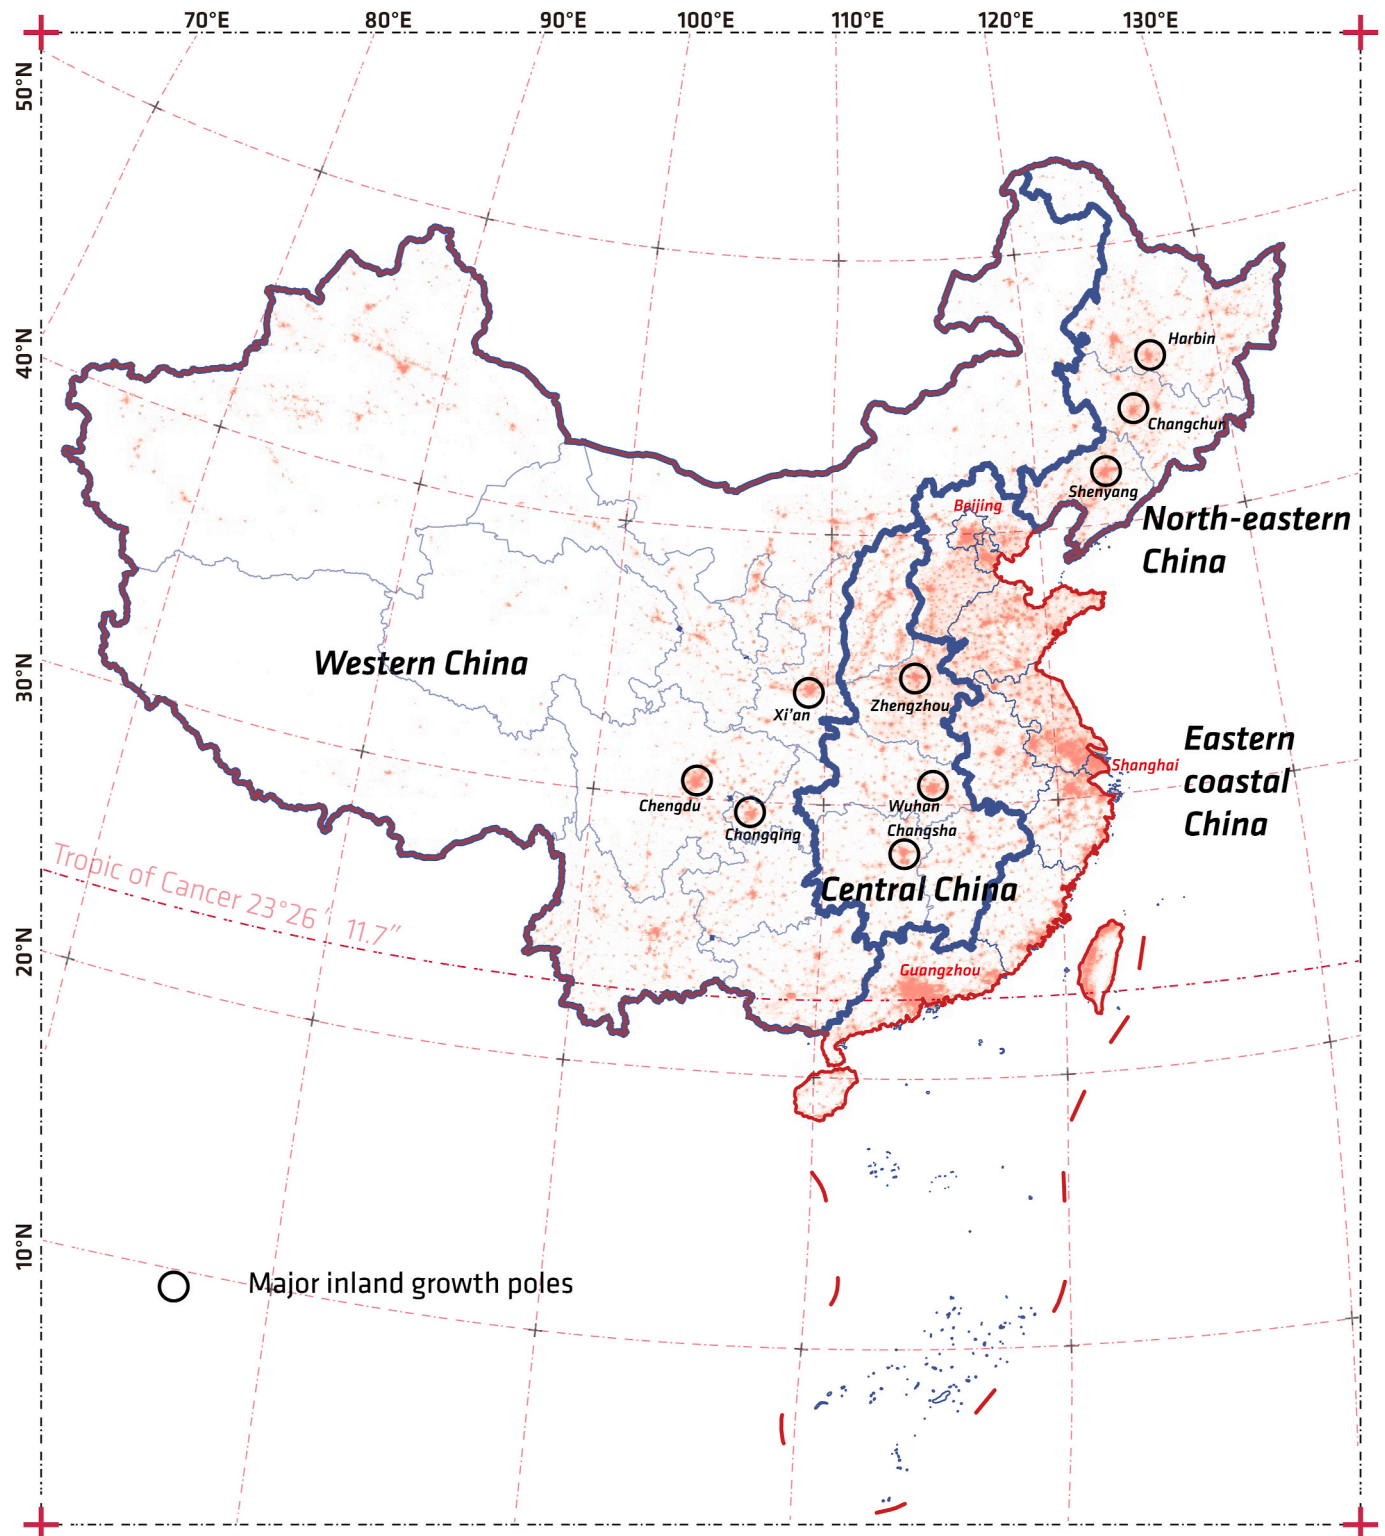 70°E 80°E 90°E 100°E 110°E 120°E 130°E
50°N
40°N
30°N
20°N
10°N
Harbin
Changchun
Shenyang
Beijing
North-eastern
China
Western China
Xi'an
Zhengzhou
Eastern
coastal
China
Shanghai
Chengdu
Chongqing
Wuhan
Changsha
Central China
Tropic of Cancer 23°26′11.7″
Guangzhou
Major inland growth poles